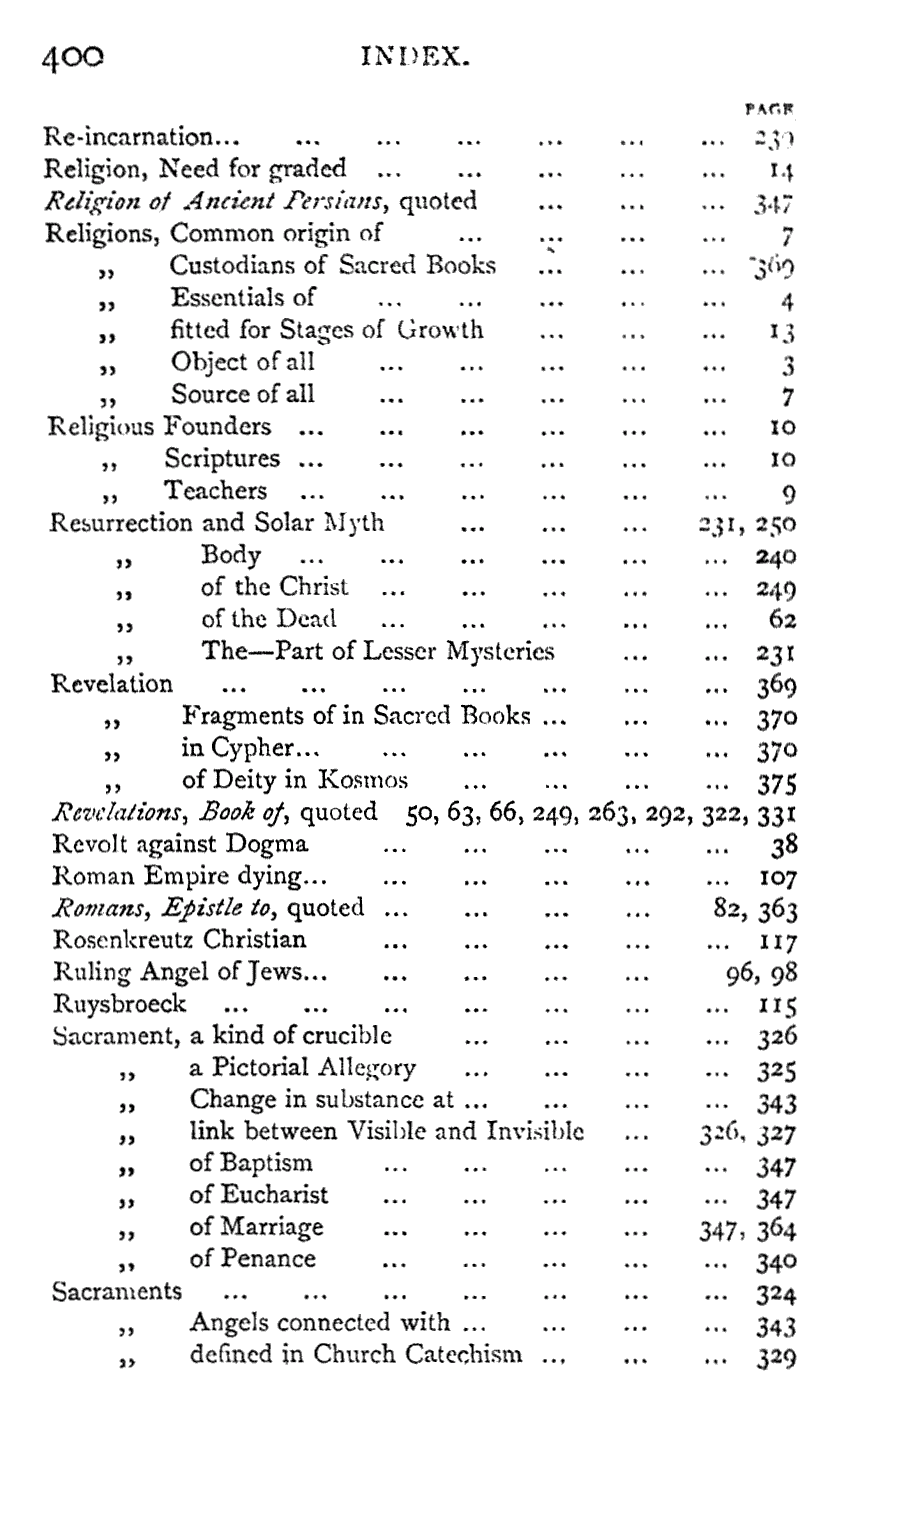 400 INDEX.
PAGE
Re-incarnation... ... ... ... ... ... ... 239
Religion, Need for graded ... ... ... ... ... 14
Religion of Ancient Persians, quoted ... ... ... 347
Religions, Common origin of ... ... ... ... 7
„ Custodians of Sacred Books ... ... ... 369
„ Essentials of ... ... ... ... ... 4
„ fitted for Stages of Growth ... ... ... 13
„ Object of all ... ... ... ... ... 3
„ Source of all ... ... ... ... ... 7
Religious Founders ... ... ... ... ... ... 10
„ Scriptures ... ... ... ... ... ... 10
„ Teachers ... ... ... ... ... ... 9
Resurrection and Solar Myth ... ... ... 231, 250
„ Body ... ... ... ... ... ... 240
„ of the Christ ... ... ... ... ... 249
„ of the Dead ... ... ... ... ... 62
„ The—Part of Lesser Mysteries ... ... 231
Revelation ... ... ... ... ... ... ... 369
„ Fragments of in Sacred Books ... ... ... 370
„ in Cypher... ... ... ... ... ... 370
„ of Deity in Kosmos ... ... ... ... 375
Revelations, Book of, quoted 50, 63, 66, 249, 263, 292, 322, 331
Revolt against Dogma ... ... ... ... ... 38
Roman Empire dying... ... ... ... ... ... 107
Romans, Epistle to, quoted ... ... ... ... 82, 363
Rosenkreutz Christian ... ... ... ... ... 117
Ruling Angel of Jews... ... ... ... ... 96, 98
Ruysbroeck ... ... ... ... ... ... ... 115
Sacrament, a kind of crucible ... ... ... ... 326
„ a Pictorial Allegory ... ... ... ... 325
„ Change in substance at ... ... ... ... 343
„ link between Visible and Invisible ... 326, 327
„ of Baptism ... ... ... ... ... 347
„ of Eucharist ... ... ... ... ... 347
„ of Marriage ... ... ... ... 347, 364
„ of Penance ... ... ... ... ... 340
Sacraments ... ... ... ... ... ... ... 324
„ Angels connected with ... ... ... ... 343
„ defined in Church Catechism ... ... ... 329